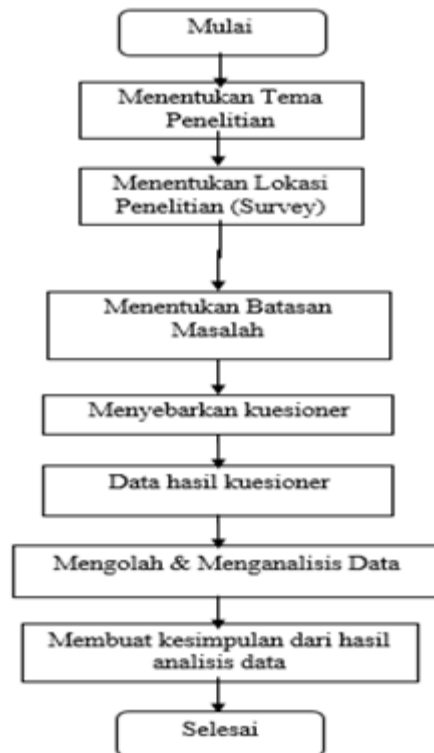 Mulai
Menentukan Tema
Penelitian
Menentukan Lokasi
Penelitian (Survey)
Menentukan Batasan
Masalah
Menyebarkan kuesioner
Data hasil kuesioner
Mengolah & Menganalisis Data
Membuat kesimpulan dari hasil
analisis data
Selesai